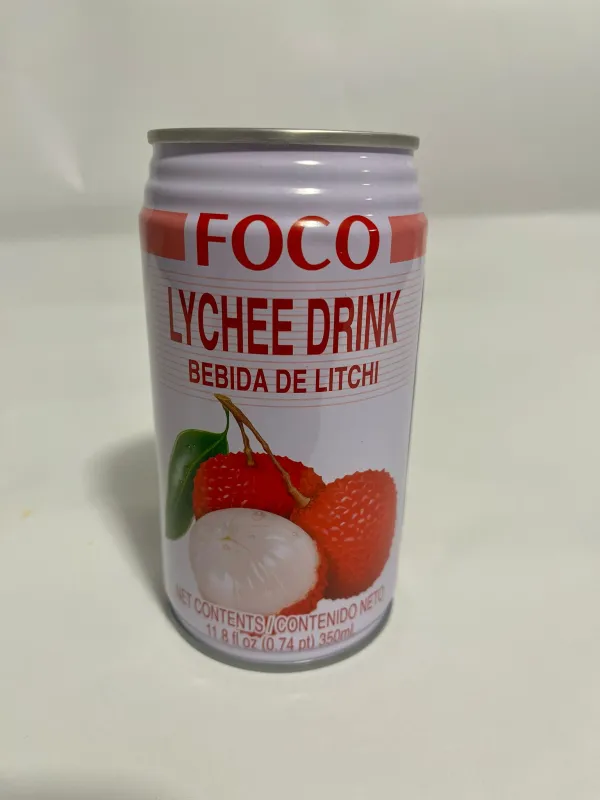 FOCO
LYCHEE DRINK
BEBIDA DE LITCHI
NET CONTENTS / CONTENIDO NETO
11.8 fl oz (0.74 pt) 350mL